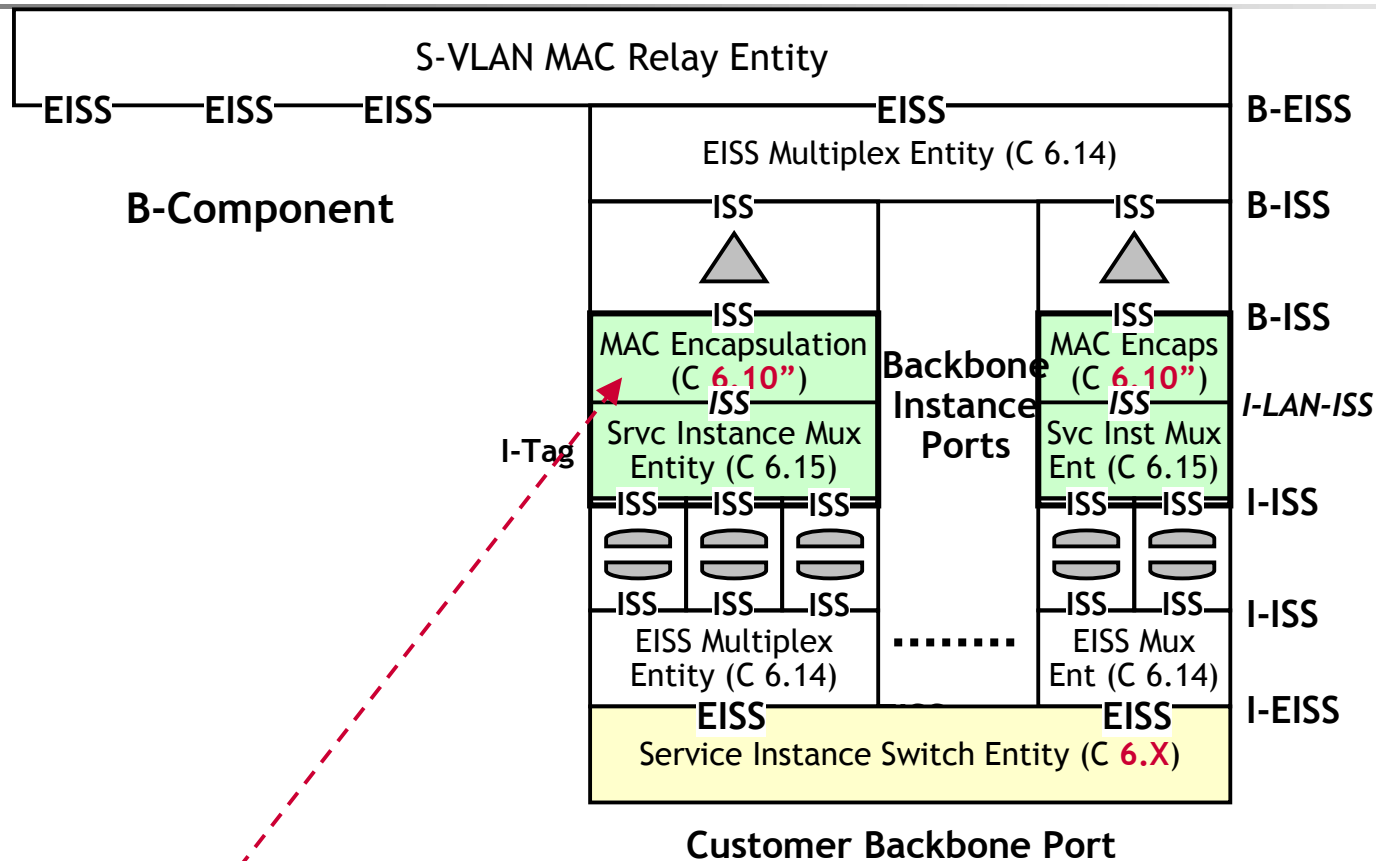 S-VLAN MAC Relay Entity
EISS EISS EISS EISS B-EISS
EISS Multiplex Entity (C 6.14)
B-Component
ISS ISS B-ISS
ISS ISS B-ISS
MAC Encapsulation
(C 6.10”)
MAC Encaps
(C 6.10”)
Backbone
Instance
Ports
ISS ISS I-LAN-ISS
I-Tag
Srvc Instance Mux
Entity (C 6.15)
Svc Inst Mux
Ent (C 6.15)
ISS ISS ISS ISS ISS I-ISS
ISS ISS ISS ISS ISS I-ISS
EISS Multiplex
Entity (C 6.14)
........
EISS Mux
Ent (C 6.14)
EISS EISS I-EISS
Service Instance Switch Entity (C 6.X)
Customer Backbone Port